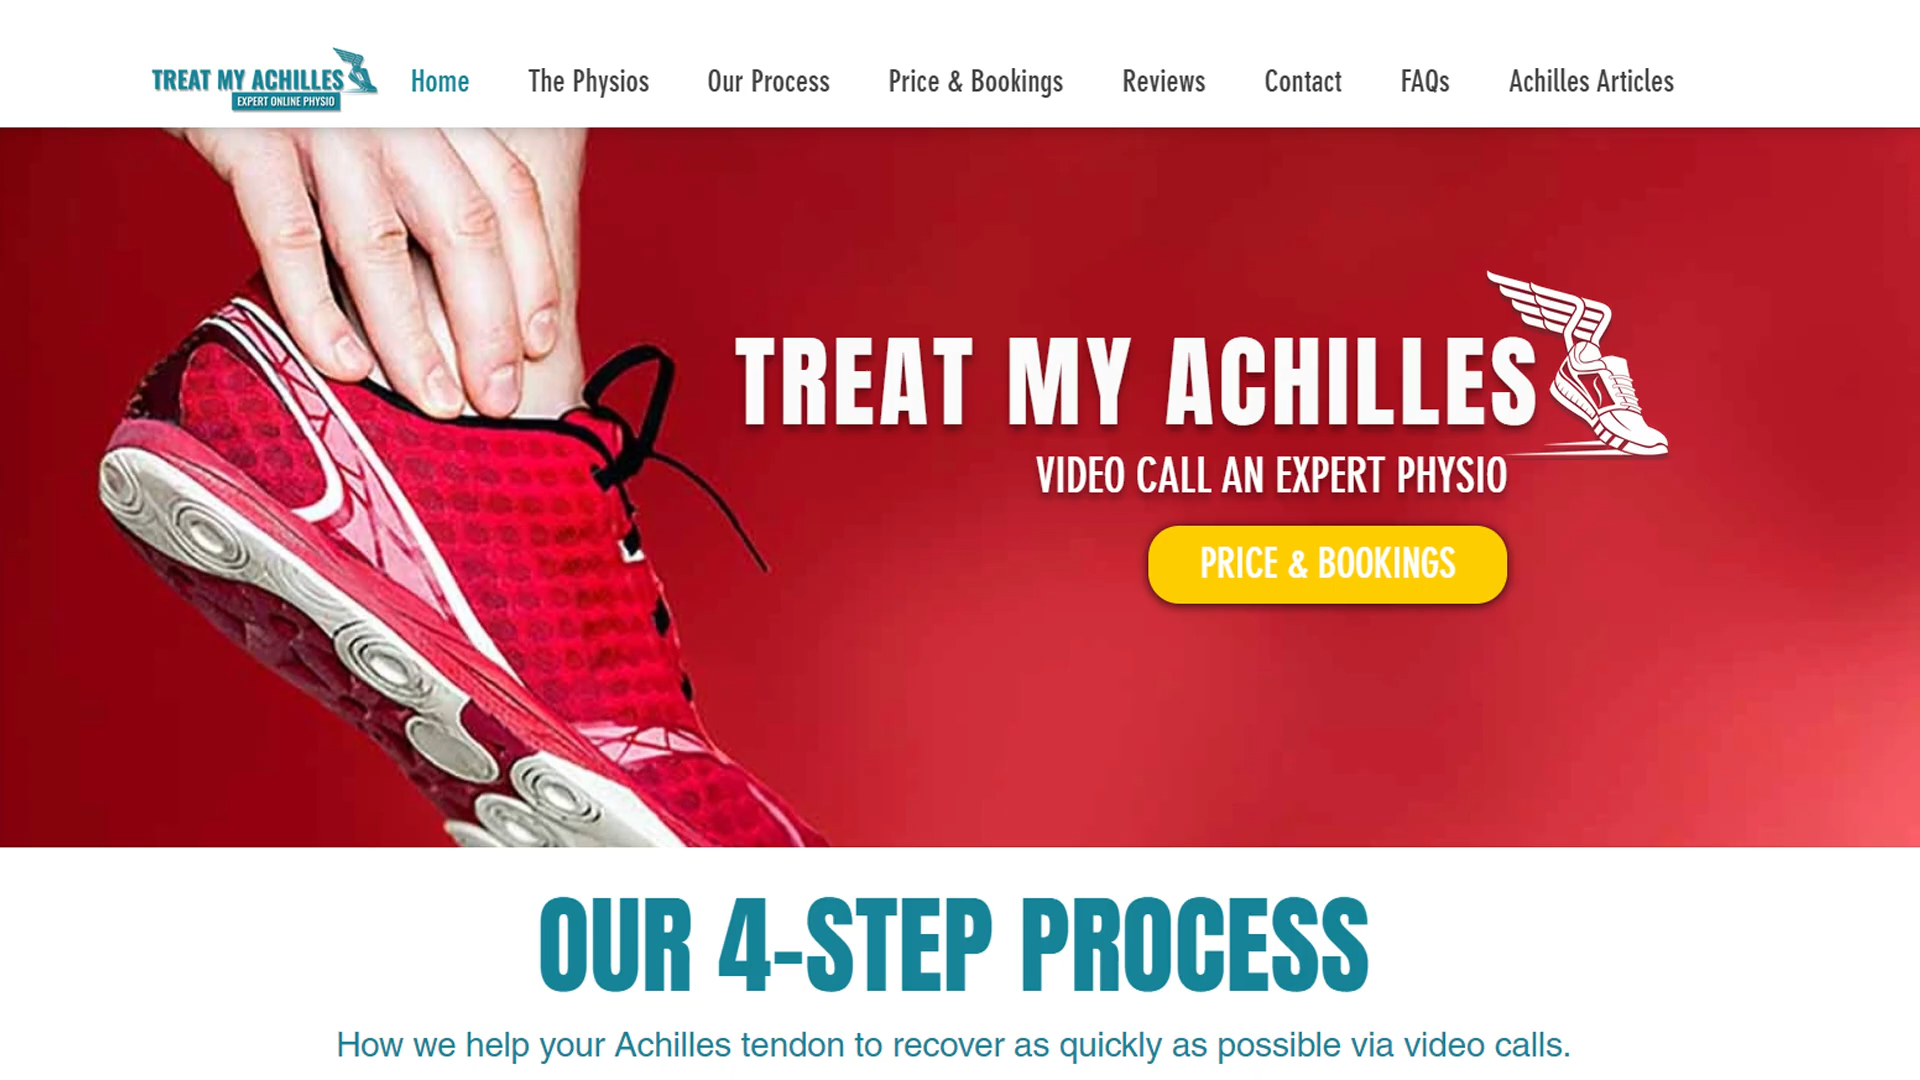 TREAT MY ACHILLES
EXPERT ONLINE PHYSIO
Home The Physios Our Process Price & Bookings Reviews Contact FAQs Achilles Articles
TREAT MY ACHILLES
VIDEO CALL AN EXPERT PHYSIO
PRICE & BOOKINGS
OUR 4-STEP PROCESS
How we help your Achilles tendon to recover as quickly as possible via video calls.